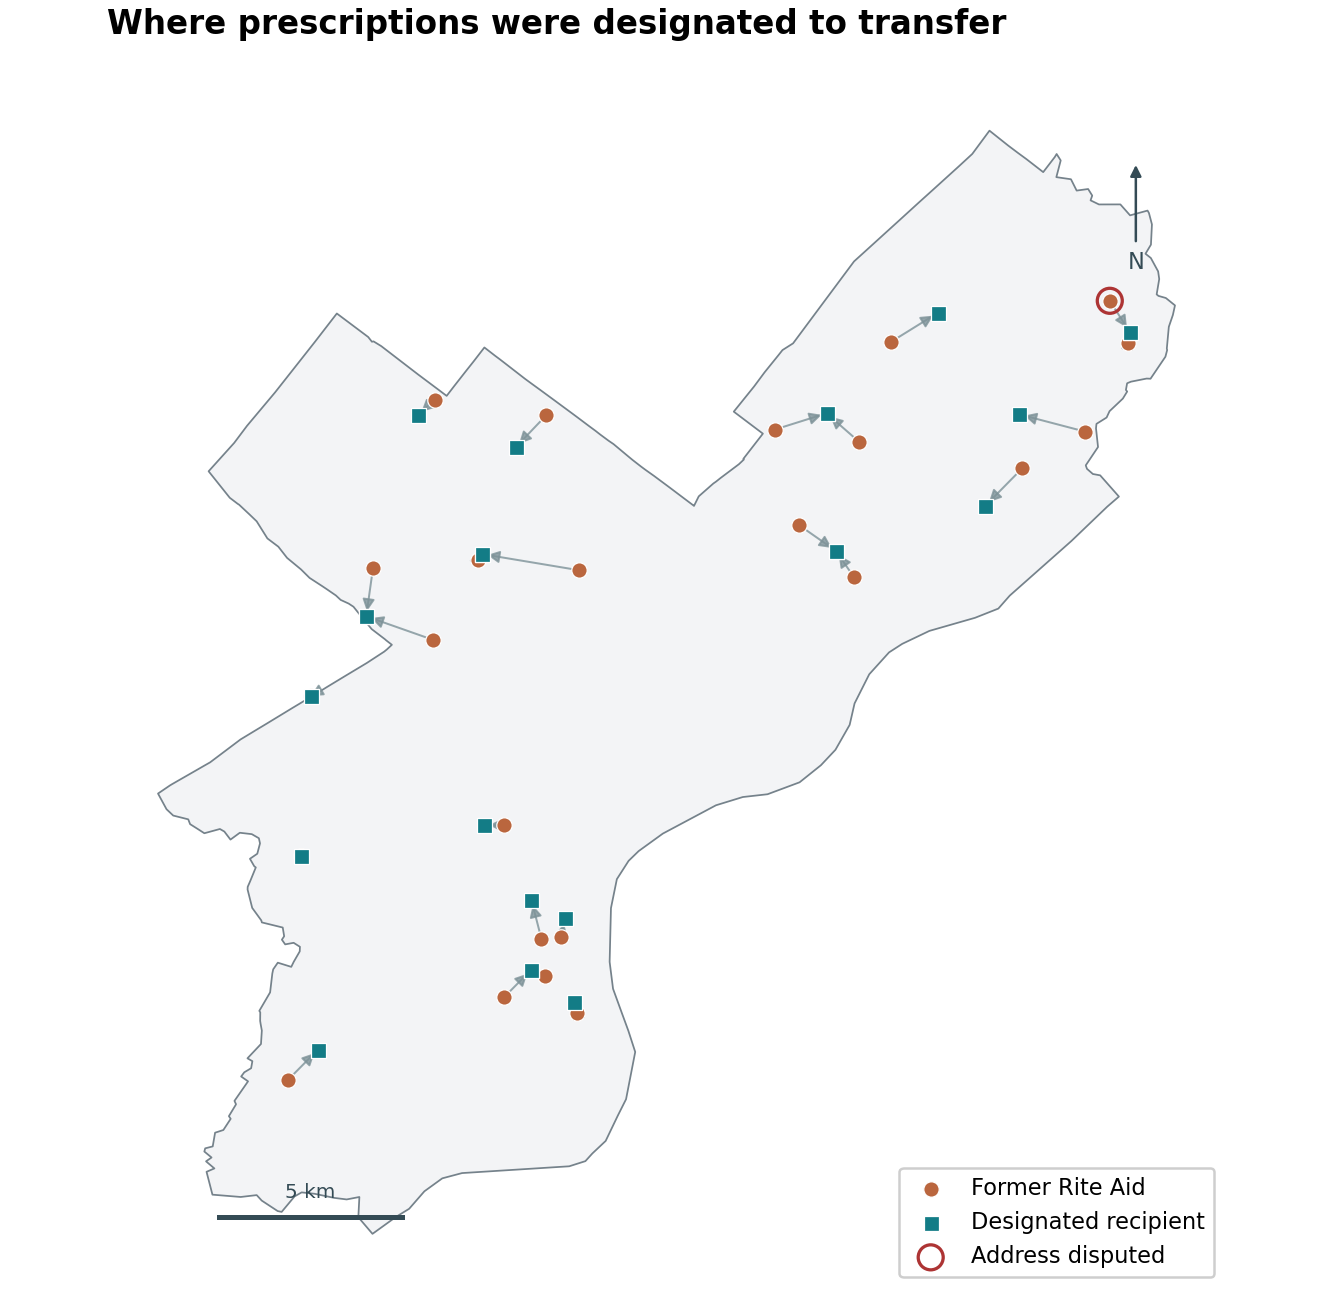 Where prescriptions were designated to transfer
N
5 km
Former Rite Aid
Designated recipient
Address disputed